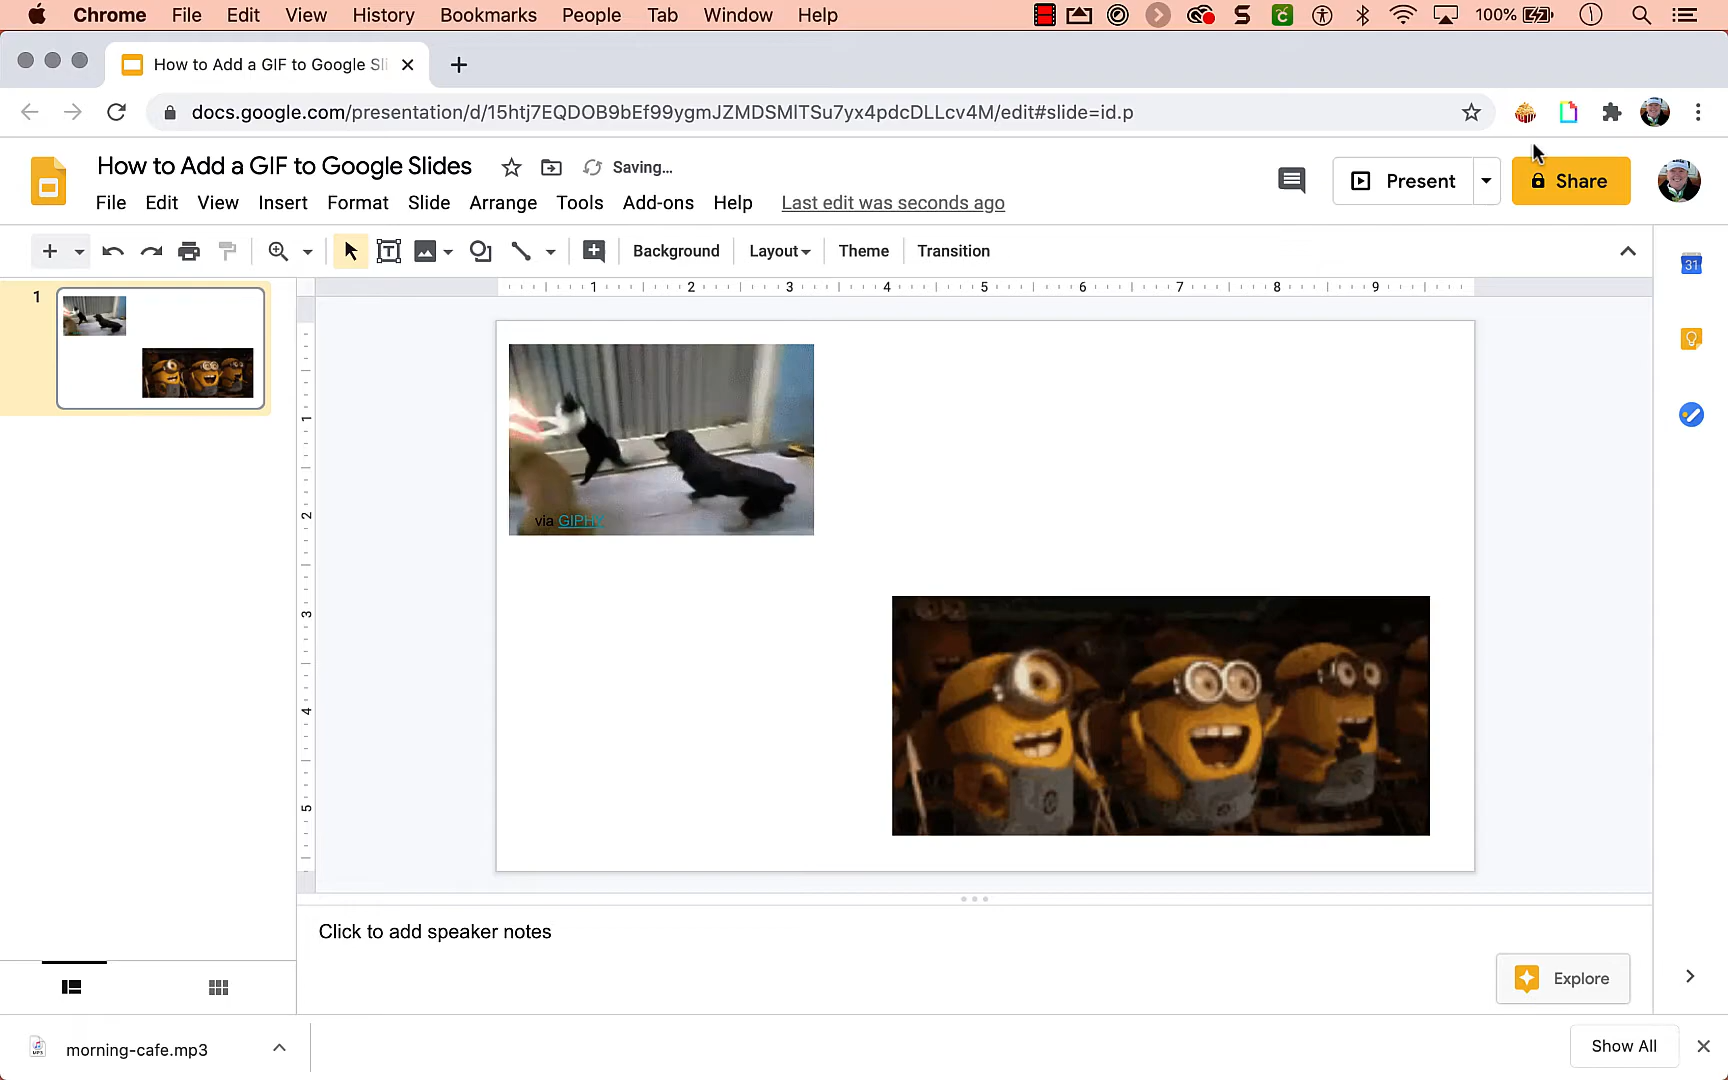 Chrome File Edit View History Bookmarks People Tab Window Help 100%
How to Add a GIF to Google Sli
docs.google.com/presentation/d/15htj7EQDOB9bEf99ygmJZMDSMlTSu7yx4pdcDLLcv4M/edit#slide=id.p
How to Add a GIF to Google Slides Saving...
Present Share
File Edit View Insert Format Slide Arrange Tools Add-ons Help Last edit was seconds ago
Background Layout Theme Transition
31
1 2 3 4 5 6 7 8 9
1
1
2
3
4
5
via GIPHY
Click to add speaker notes
Explore
morning-cafe.mp3
Show All